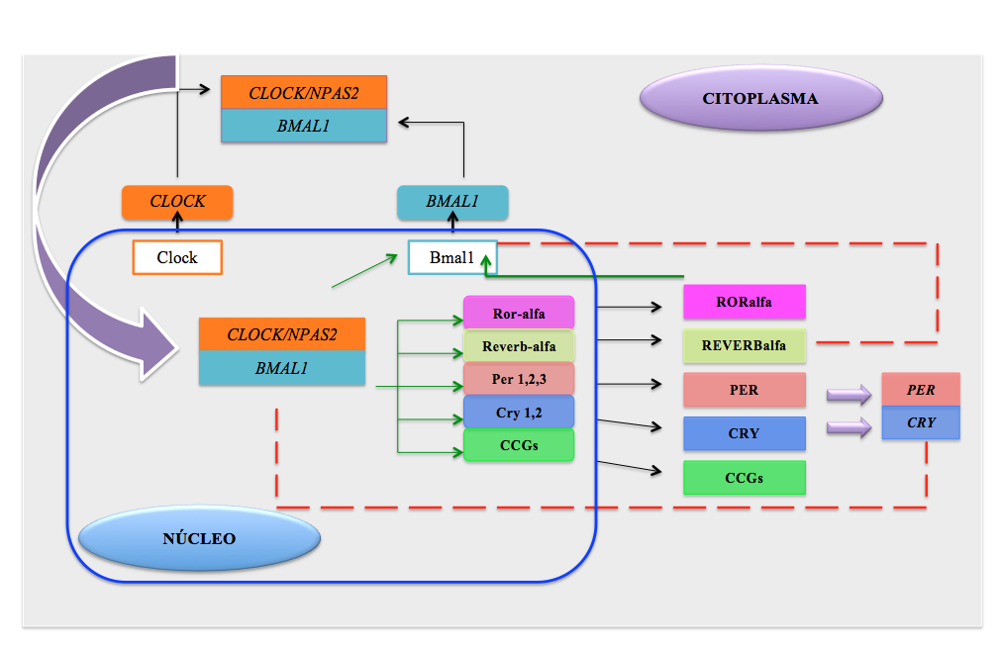 CLOCK/NPAS2
BMAL1
CITOPLASMA
CLOCK
BMAL1
Clock
Bmal1
CLOCK/NPAS2
BMAL1
Ror-alfa
Reverb-alfa
Per 1,2,3
Cry 1,2
CCGs
RORalfa
REVERBalfa
PER
CRY
CCGs
PER
CRY
NÚCLEO